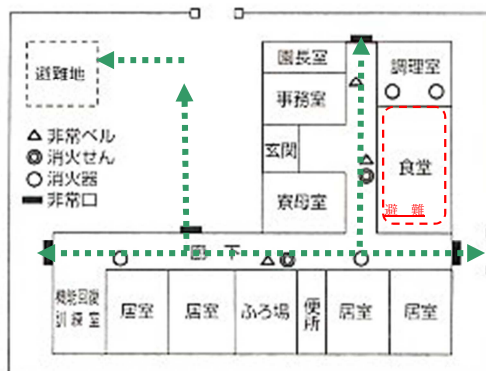 園長室
調理室
避難地
事務室
非常ベル
消火せん
消火器
非常口
玄関
食堂
寮母室
避難
廊下
機能回復
訓練室
居室
居室
ふろ場
便所
居室
居室